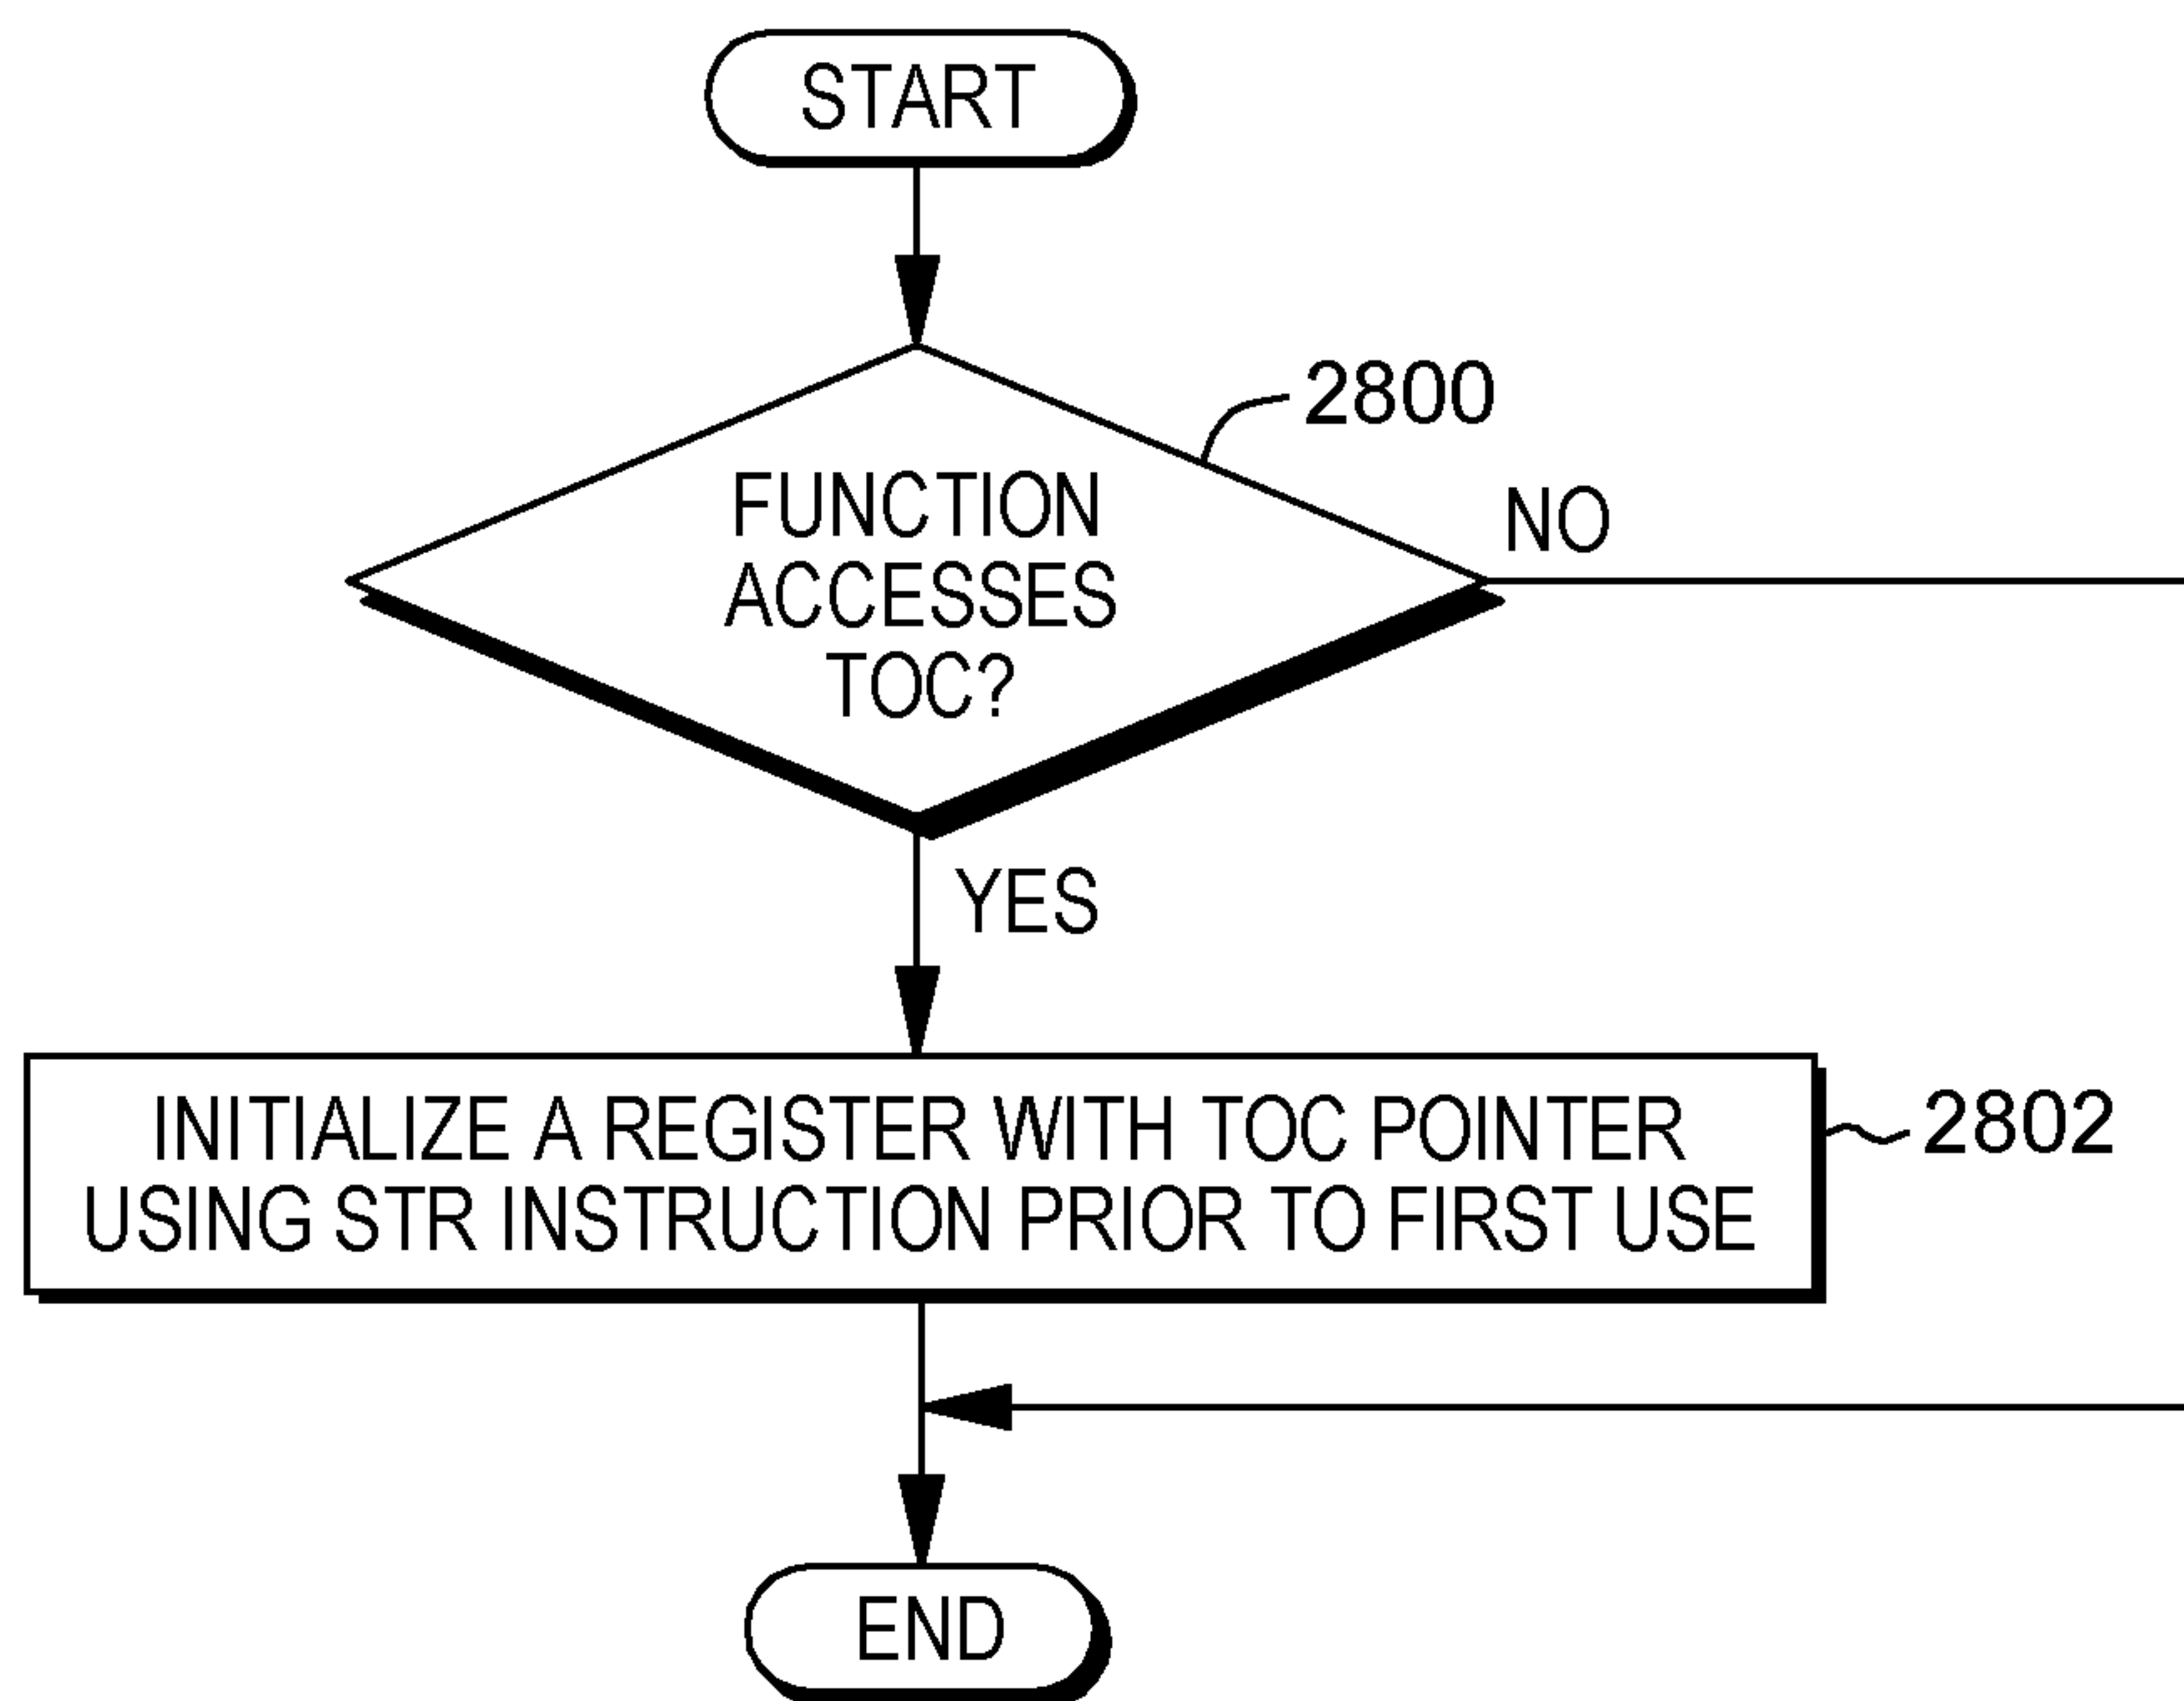 START
2800
FUNCTION
ACCESSES
TOC?
NO
YES
INITIALIZE A REGISTER WITH TOC POINTER
USING STR INSTRUCTION PRIOR TO FIRST USE
2802
END